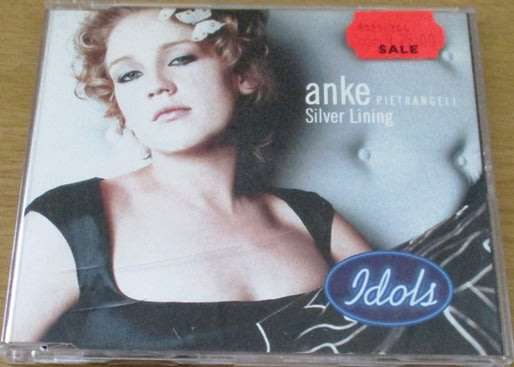 SALE
anke PIETRANGELI
Silver Lining
Idols